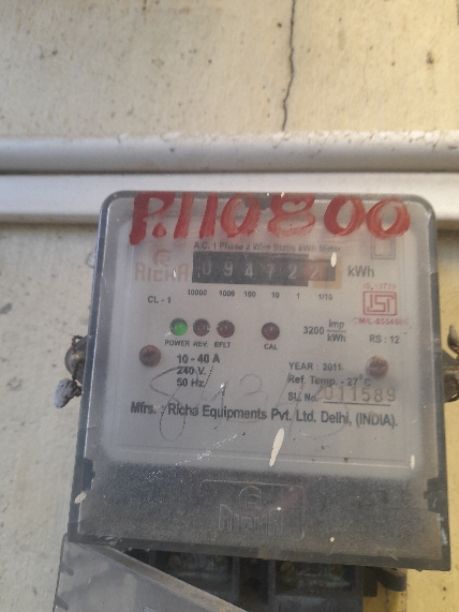 P.110800
A.C. 1 Phase 2 Wire Static kWh Meter
RICHA
094722 kWh
10000 1000 100 10 1 1/10
CL - 1
ISI
POWER REV. E/LT CAL
3200 imp/kWh RS : 12
10 - 40 A
240 V.
50 Hz
YEAR : 2011
Ref. Temp. - 27°C
SL. No. 011589
Mfrs. : Richa Equipments Pvt. Ltd. Delhi, (INDIA).